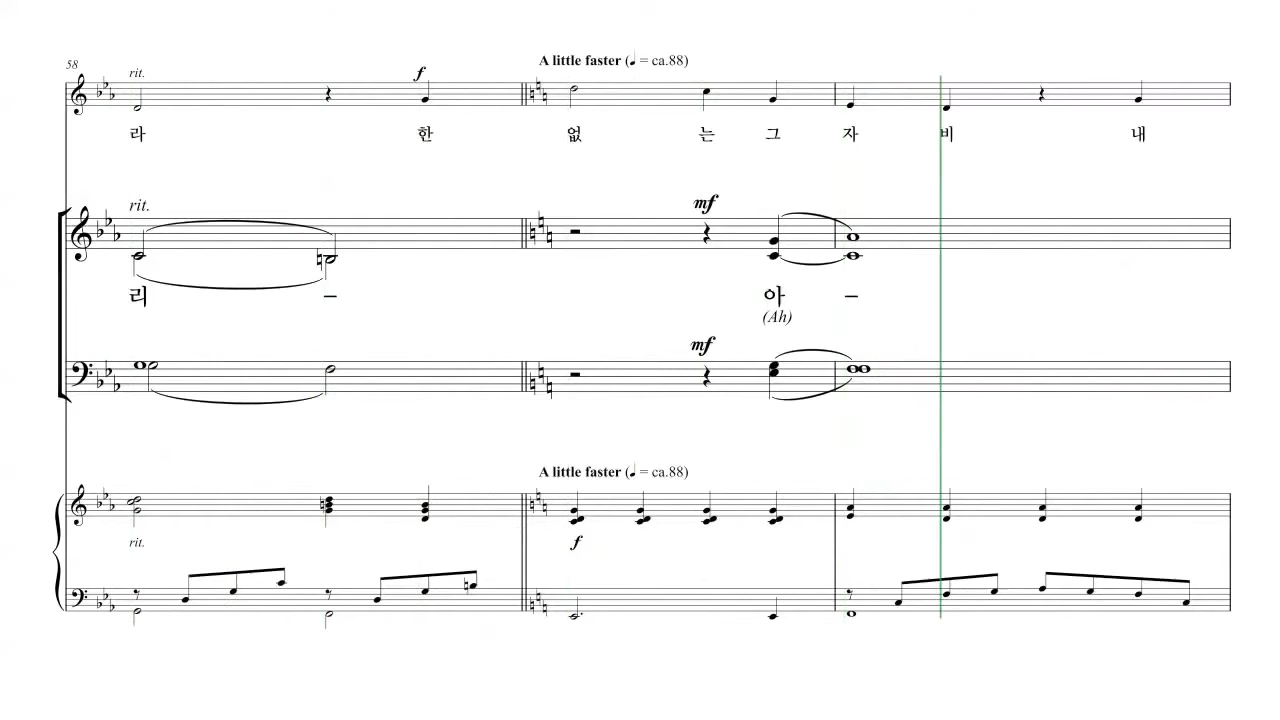 58
rit.
f
A little faster (♩ = ca.88)
라 한 없 는 그 자 비 내
rit.
mf
리 – 아 –
(Ah)
mf
A little faster (♩ = ca.88)
rit.
f